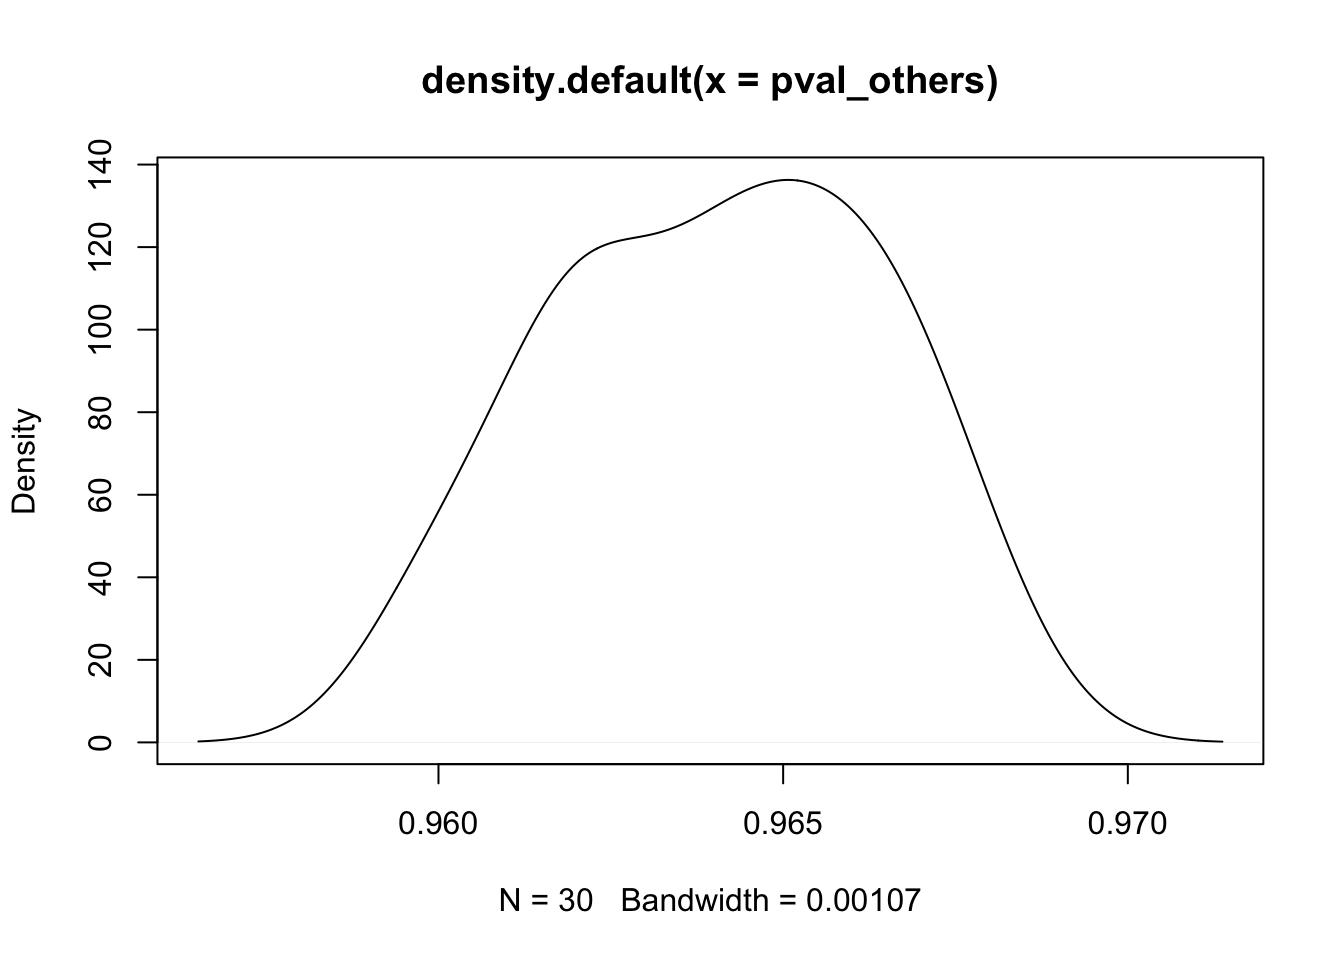 density.default(x = pval_others)
Density
140
120
100
80
60
40
20
0
0.960 0.965 0.970
N = 30   Bandwidth = 0.00107